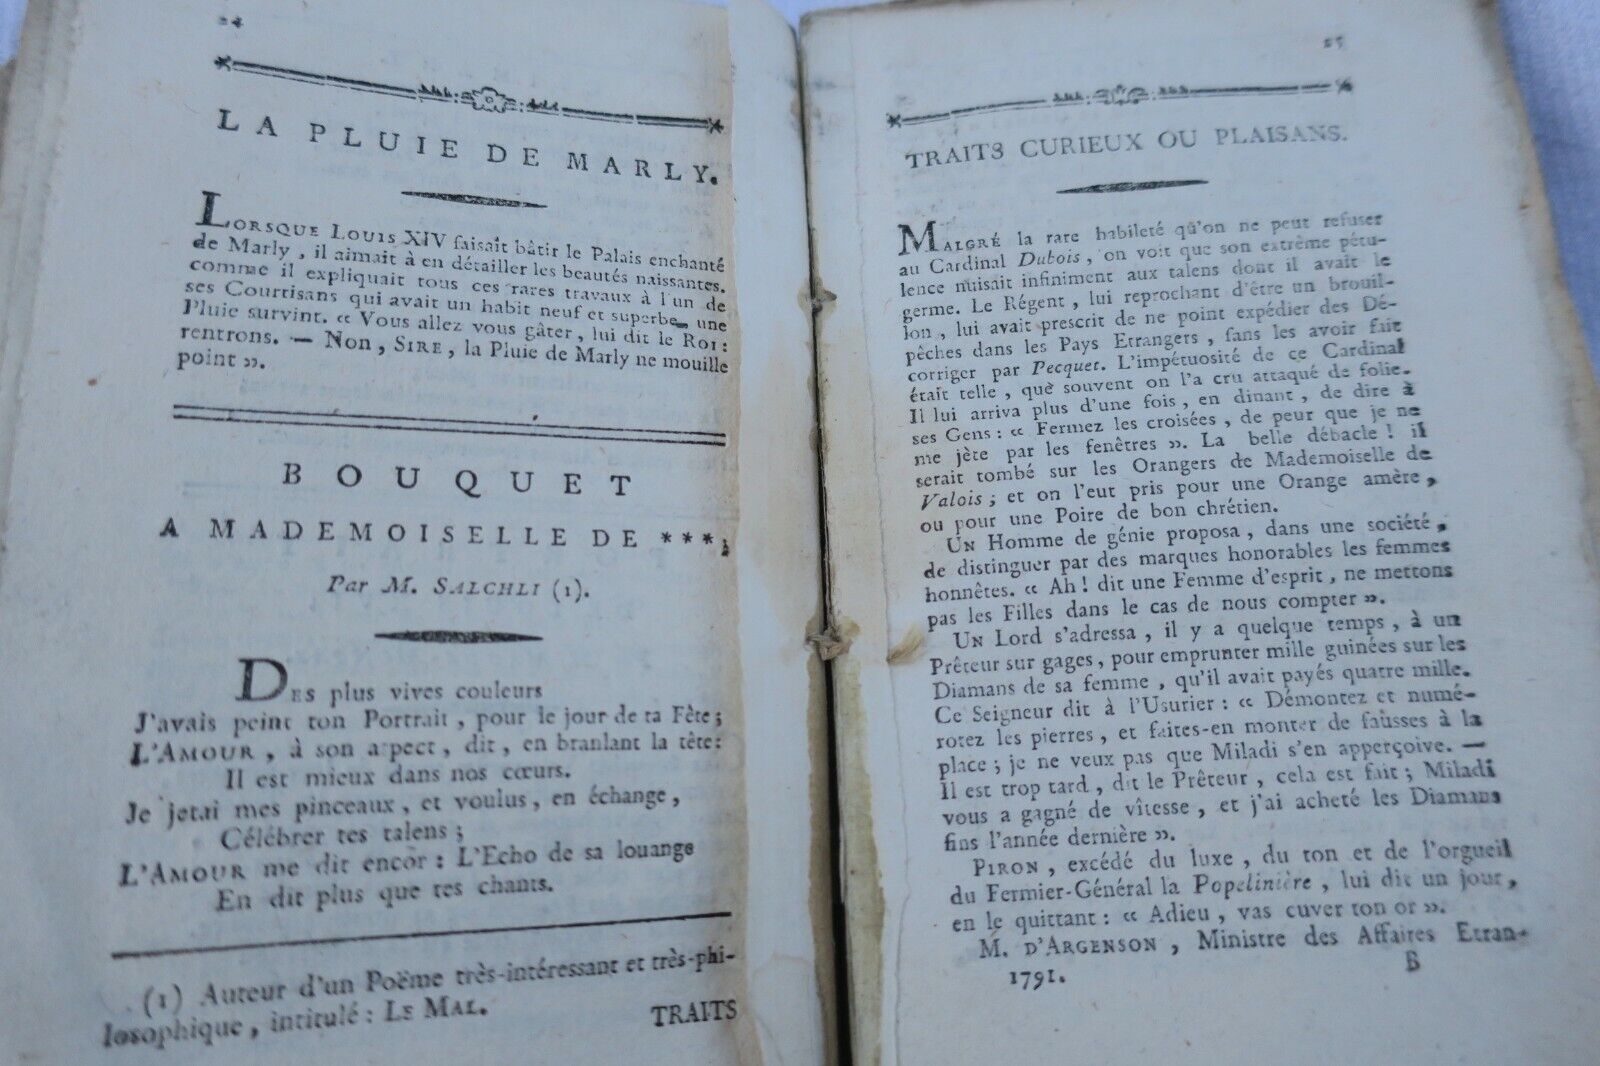 24
LA PLUIE DE MARLY.
LORSQUE LOUIS XIV faisait bâtir le Palais enchanté
de Marly, il aimait à en détailler les beautés naissantes.
comme il expliquait tous ces rares travaux à l'un de
ses Courtisans qui avait un habit neuf et superbe, une
Pluie survint. « Vous allez vous gâter, lui dit le Roi:
rentrons. — Non, SIRE, la Pluie de Marly ne mouille
point ».
BOUQUET
A MADEMOISELLE DE ***;
Par M. SALCHLI (1).
DES plus vives couleurs
J'avais peint ton Portrait, pour le jour de ta Fête;
L'AMOUR, à son aspect, dit, en branlant la tête:
Il est mieux dans nos cœurs.
Je jetai mes pinceaux, et voulus, en échange,
Célébrer tes talens;
L'AMOUR me dit encor: L'Echo de sa louange
En dit plus que tes chants.
(1) Auteur d'un Poëme très-intéressant et très-phi-
losophique, intitulé: LE MAL.
TRAITS
25
TRAITS CURIEUX OU PLAISANS.
MALGRÉ la rare habileté qu'on ne peut refuser
au Cardinal Dubois, on voit que son extrême pétu-
lence nuisait infiniment aux talens dont il avait le
germe. Le Régent, lui reprochant d'être un brouil-
lon, lui avait prescrit de ne point expédier des Dé-
pêches dans les Pays Etrangers, sans les avoir fait
corriger par Pecquet. L'impétuosité de ce Cardinal
était telle, que souvent on l'a cru attaqué de folie.
Il lui arriva plus d'une fois, en dinant, de dire à
ses Gens: « Fermez les croisées, de peur que je ne
me jète par les fenêtres ». La belle débacle! il
serait tombé sur les Orangers de Mademoiselle de
Valois; et on l'eut pris pour une Orange amère,
ou pour une Poire de bon chrétien.
UN Homme de génie proposa, dans une société,
de distinguer par des marques honorables les femmes
honnêtes. « Ah! dit une Femme d'esprit, ne mettons
pas les Filles dans le cas de nous compter ».
UN Lord s'adressa, il y a quelque temps, à un
Prêteur sur gages, pour emprunter mille guinées sur les
Diamans de sa femme, qu'il avait payés quatre mille.
Ce Seigneur dit à l'Usurier: « Démontez et numé-
rotez les pierres, et faites-en monter de fausses à la
place; je ne veux pas que Miladi s'en apperçoive. —
Il est trop tard, dit le Prêteur, cela est fait; Miladi
vous a gagné de vîtesse, et j'ai acheté les Diamans
fins l'année dernière ».
PIRON, excédé du luxe, du ton et de l'orgueil
du Fermier-Général la Popelinière, lui dit un jour,
en le quittant: « Adieu, vas cuver ton or ».
M. D'ARGENSON, Ministre des Affaires Etran-
1791. B